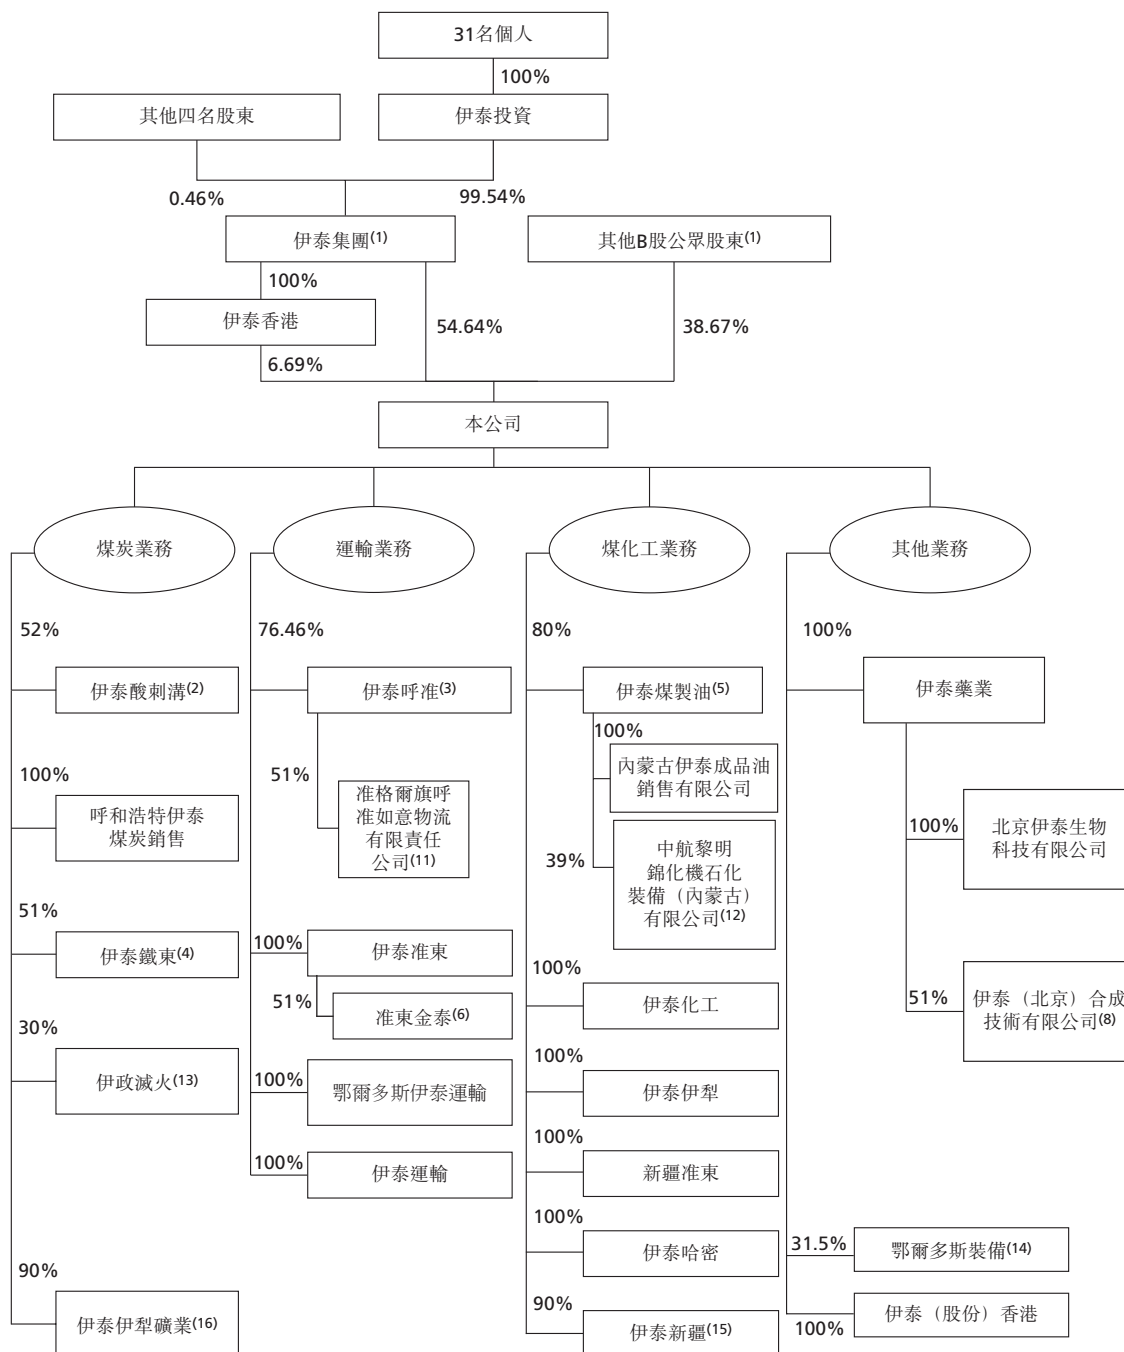 31名個人
100%
其他四名股東
伊泰投資
0.46%
99.54%
伊泰集團(1)
其他B股公眾股東(1)
100%
伊泰香港
54.64%
38.67%
6.69%
本公司
煤炭業務
運輸業務
煤化工業務
其他業務
52%
伊泰酸刺溝(2)
100%
呼和浩特伊泰
煤炭銷售
51%
伊泰鐵東(4)
30%
伊政滅火(13)
90%
伊泰伊犁礦業(16)
76.46%
伊泰呼准(3)
51%
准格爾旗呼
准如意物流
有限責任
公司(11)
100%
伊泰准東
51%
准東金泰(6)
100%
鄂爾多斯伊泰運輸
100%
伊泰運輸
80%
伊泰煤製油(5)
100%
內蒙古伊泰成品油
銷售有限公司
39%
中航黎明
錦化機石化
裝備（內蒙古）
有限公司(12)
100%
伊泰化工
100%
伊泰伊犁
100%
新疆准東
100%
伊泰哈密
90%
伊泰新疆(15)
100%
伊泰藥業
100%
北京伊泰生物
科技有限公司
51%
伊泰（北京）合成
技術有限公司(8)
31.5%
鄂爾多斯裝備(14)
100%
伊泰（股份）香港